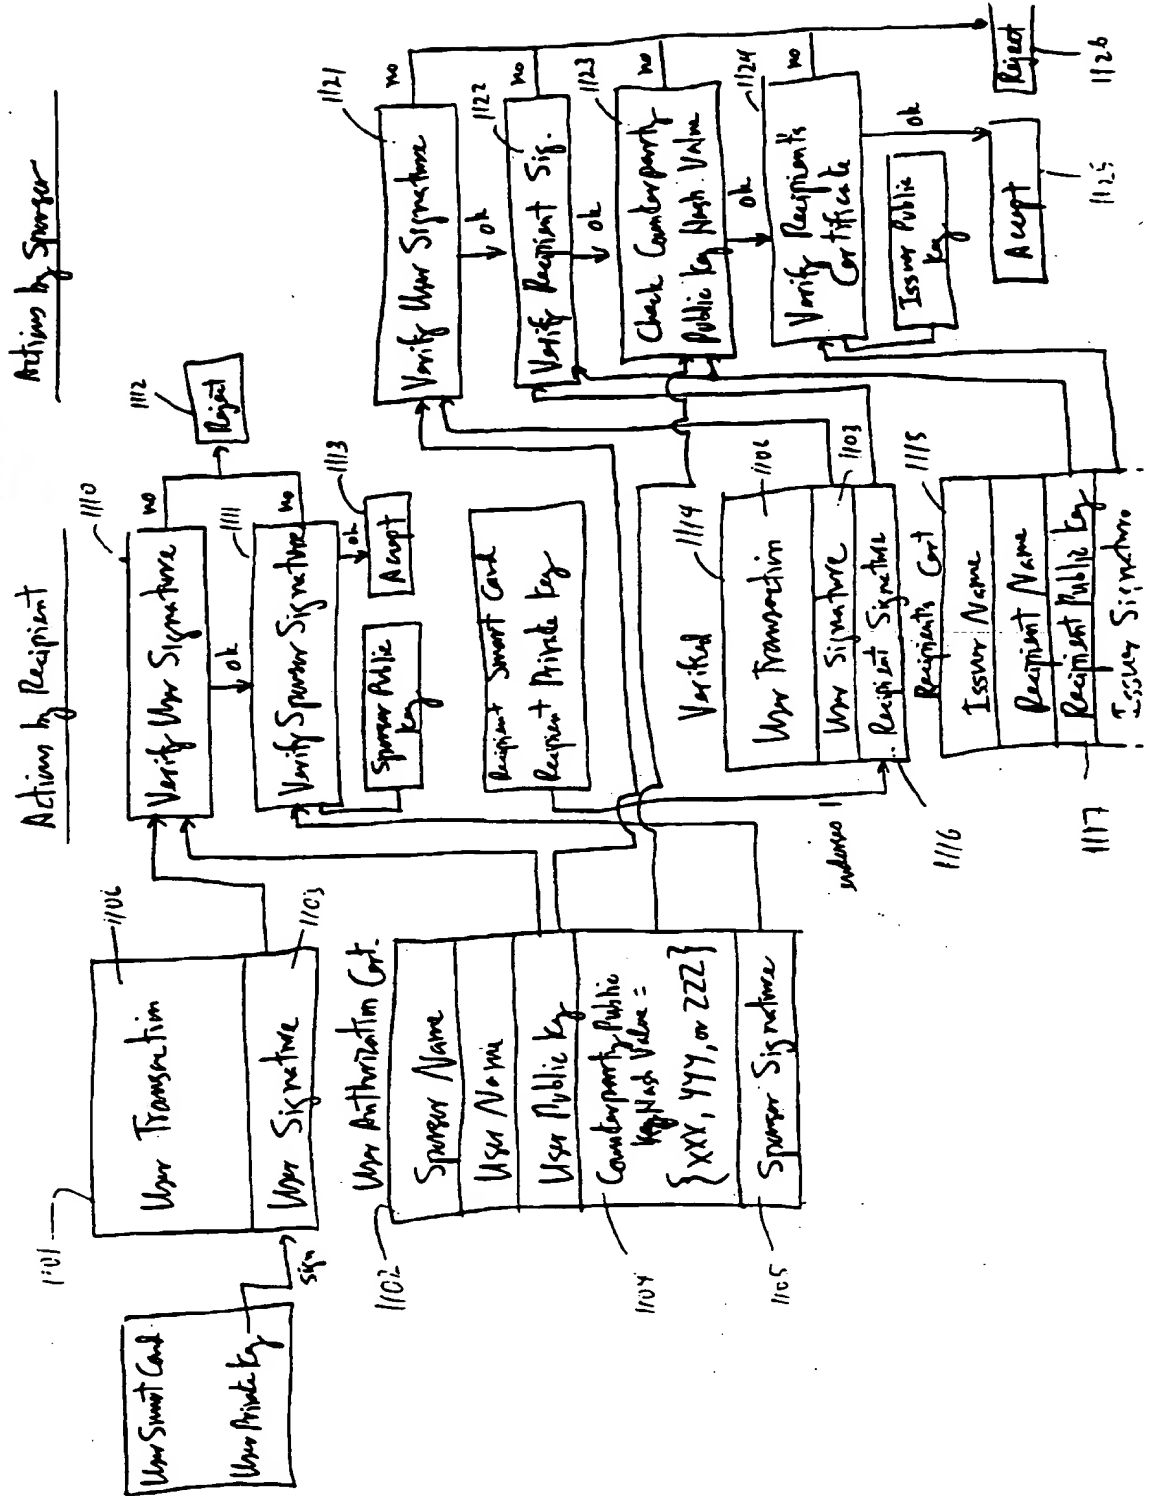 User Smart Card
User Private Key
sign
1101
User Transaction
1106
User Signature
1103
User Authorization Cert.
1102
Sponsor Name
User Name
User Public Key
Counterparty Public
Key Hash Value =
{XXX, YYY, or ZZZ}
1104
Sponsor Signature
1105
Actions by Recipient
1110
Verify User Signature
no
ok
1111
Verify Sponsor Signature
no
1112
Reject
ok
1113
Accept
Sponsor Public
Key
Recipient Smart Card
Recipient Private Key
Verified
1114
User Transaction
1106
User Signature
1103
Recipient Signature
1116
Recipients Cert
1115
Issuer Name
Recipient Name
Recipient Public Key
1117
Issuer Signature
Actions by Sponsor
1121
Verify User Signature
no
ok
1122
Verify Recipient Sig.
no
ok
1123
Check Counterparty
Public Key Hash Value
no
ok
1124
Verify Recipients
Certificate
no
ok
Issuer Public
Key
Accept
1125
Reject
1126